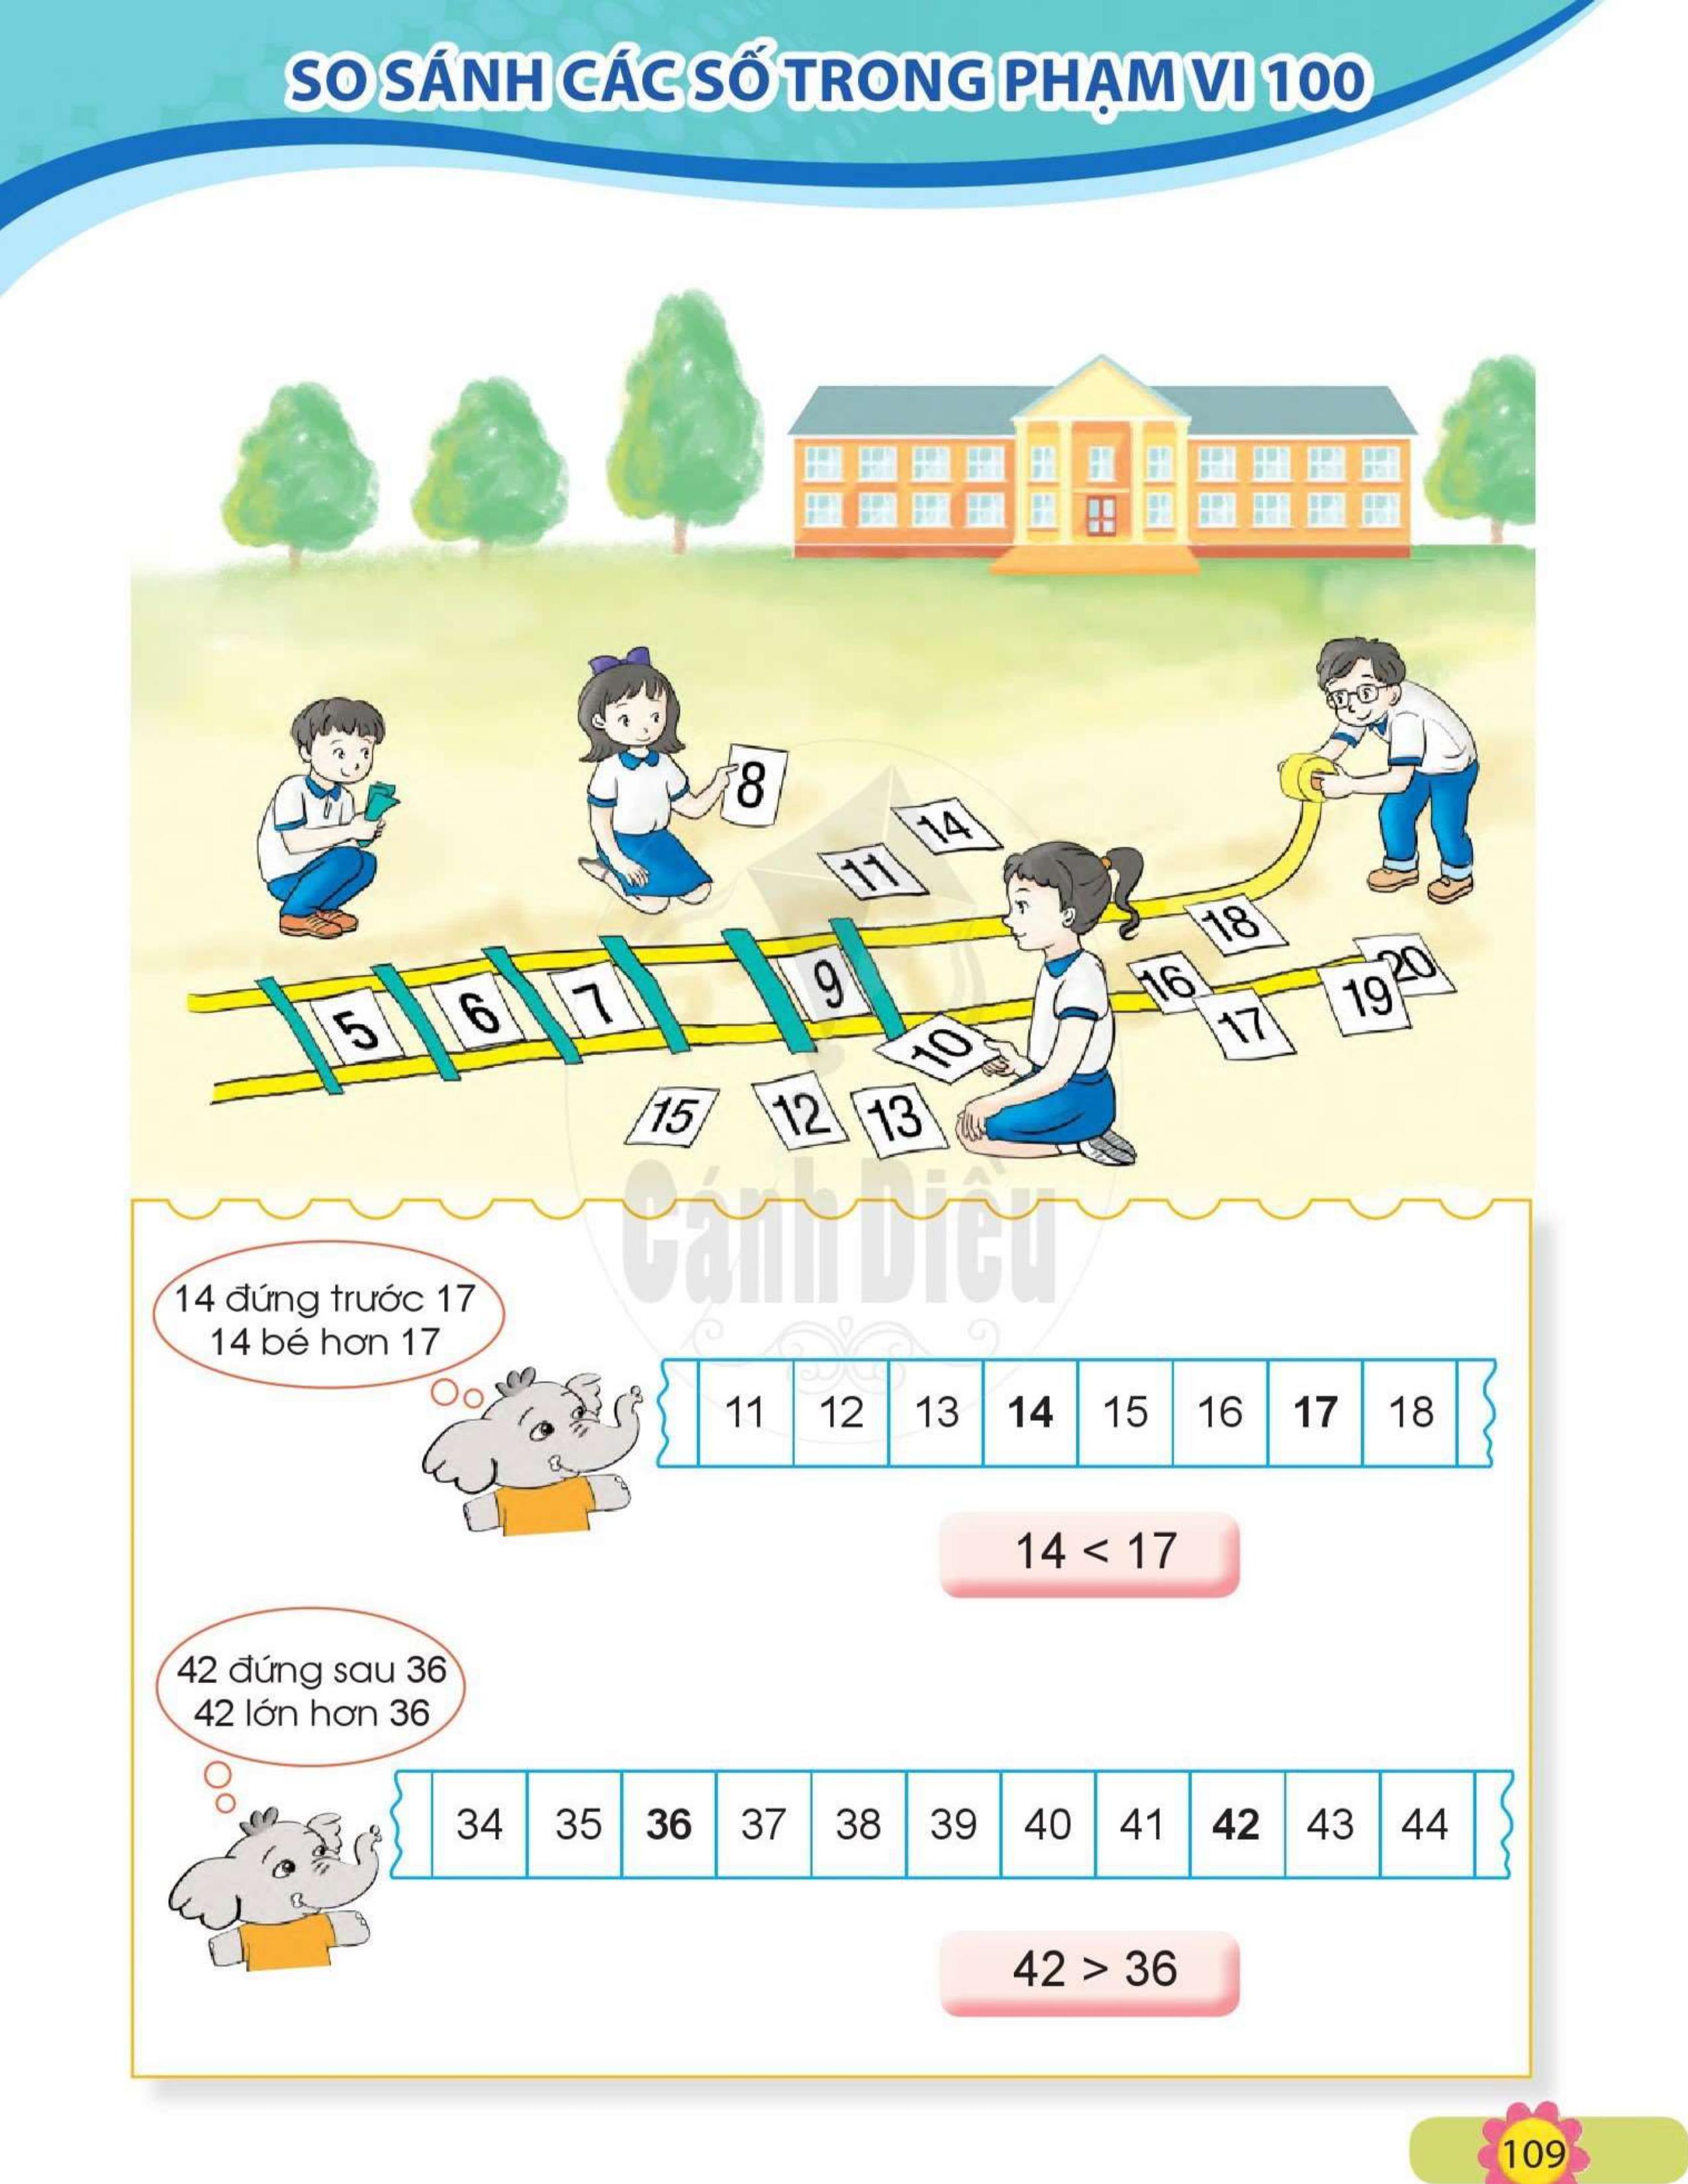 SO SÁNH CÁC SỐ TRONG PHẠM VI 100
8
14
11
18
20
9
16
19
7
6
5
17
10
15
12
13
Cánh Diều
14 đứng trước 17
14 bé hơn 17
11 12 13 14 15 16 17 18
14 < 17
42 đứng sau 36
42 lớn hơn 36
34 35 36 37 38 39 40 41 42 43 44
42 > 36
109